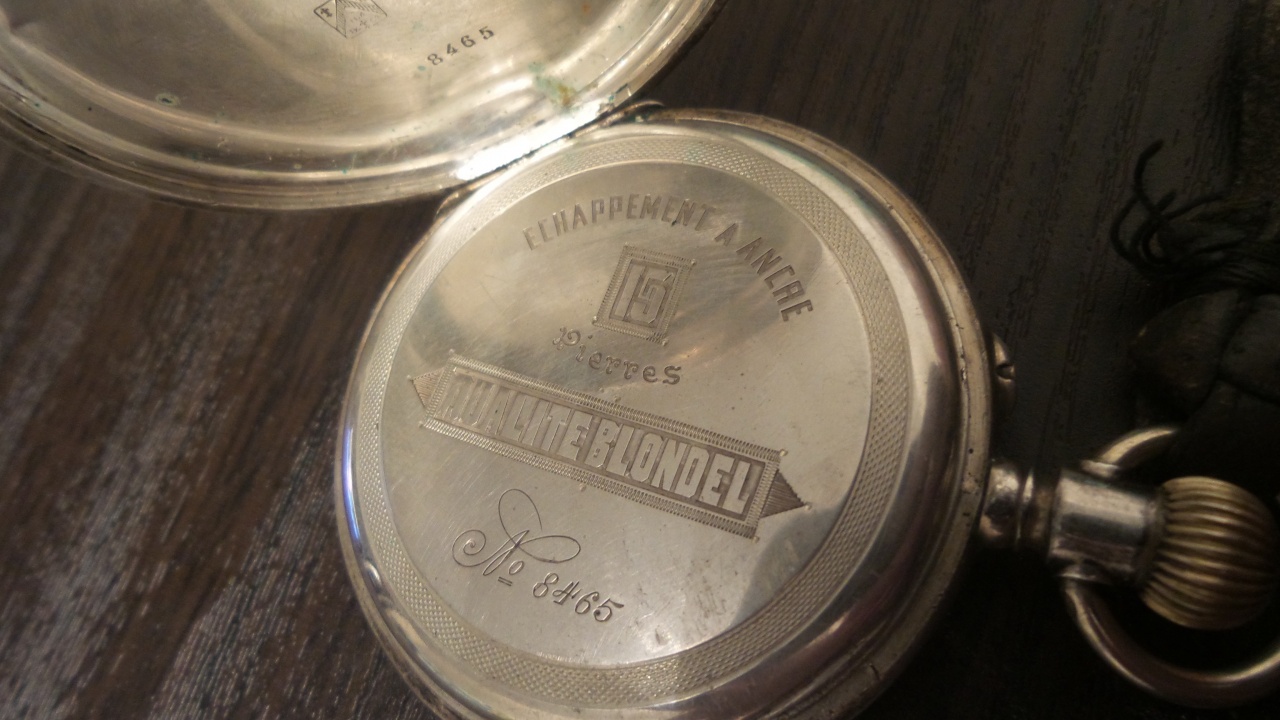 8465
ECHAPPEMENT A ANCRE
15
Pierres
QUALITE BLONDEL
No 8465